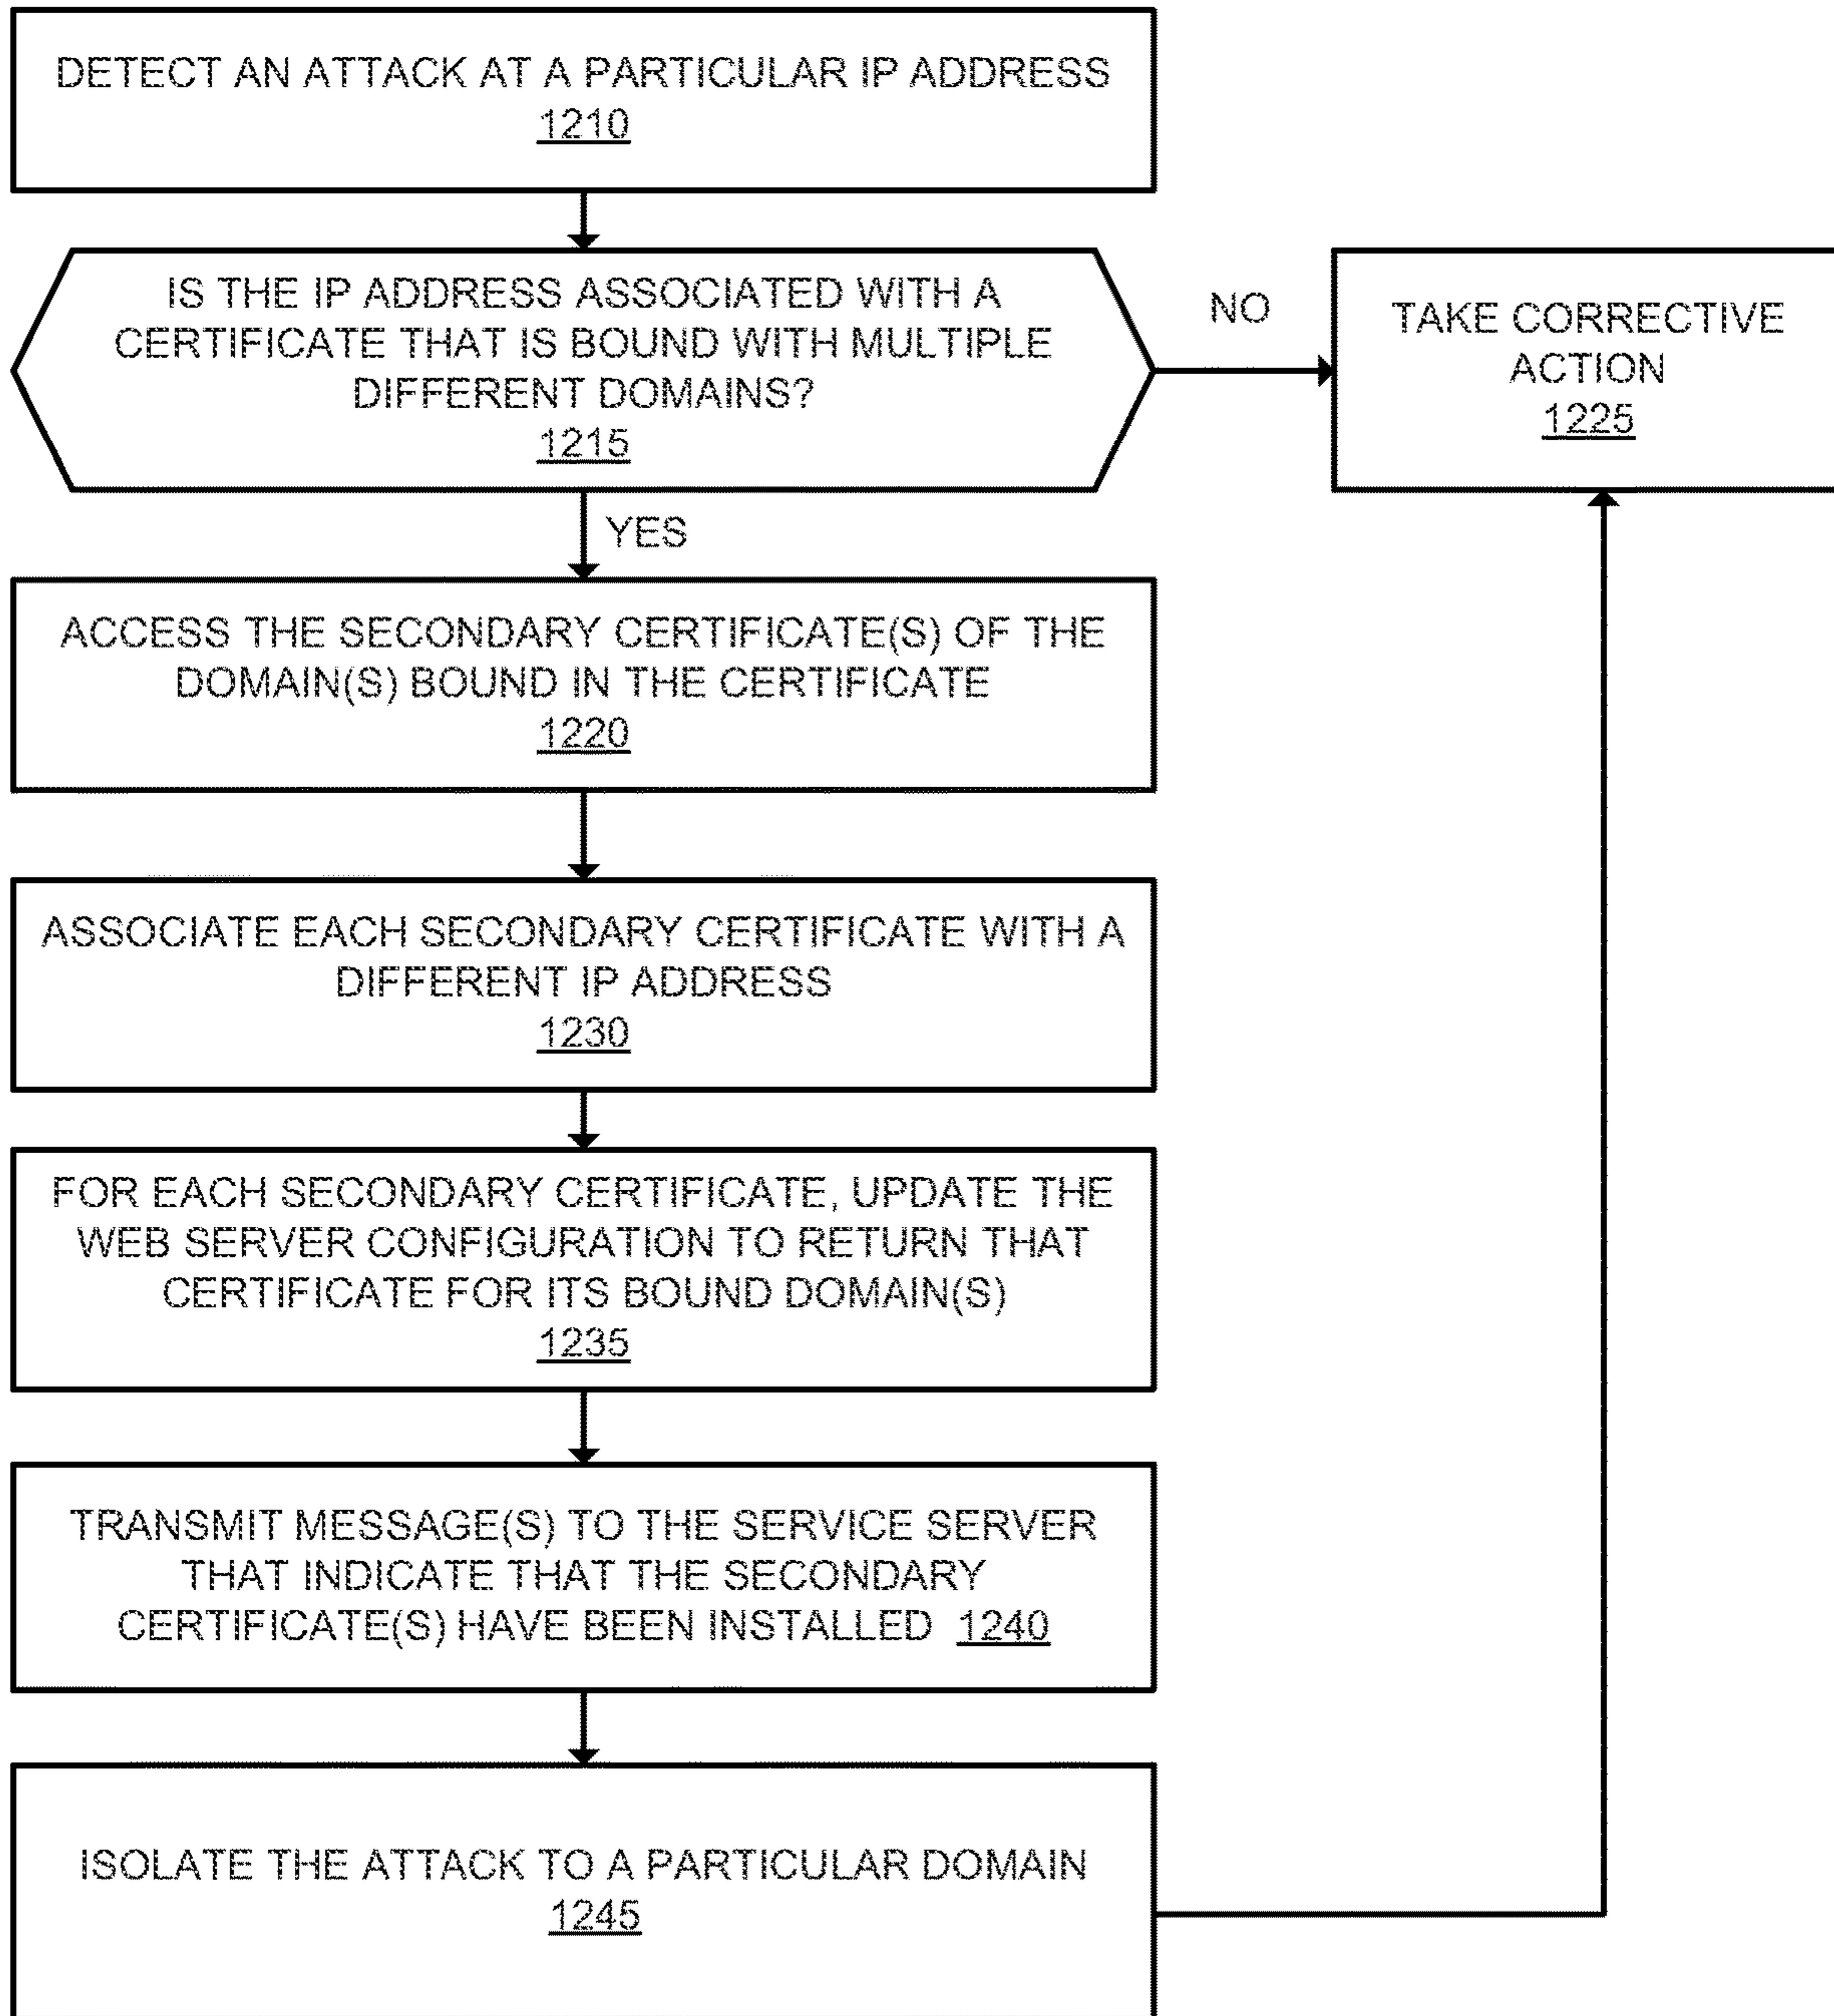 DETECT AN ATTACK AT A PARTICULAR IP ADDRESS
1210
IS THE IP ADDRESS ASSOCIATED WITH A
CERTIFICATE THAT IS BOUND WITH MULTIPLE
DIFFERENT DOMAINS?
1215
NO
TAKE CORRECTIVE
ACTION
1225
YES
ACCESS THE SECONDARY CERTIFICATE(S) OF THE
DOMAIN(S) BOUND IN THE CERTIFICATE
1220
ASSOCIATE EACH SECONDARY CERTIFICATE WITH A
DIFFERENT IP ADDRESS
1230
FOR EACH SECONDARY CERTIFICATE, UPDATE THE
WEB SERVER CONFIGURATION TO RETURN THAT
CERTIFICATE FOR ITS BOUND DOMAIN(S)
1235
TRANSMIT MESSAGE(S) TO THE SERVICE SERVER
THAT INDICATE THAT THE SECONDARY
CERTIFICATE(S) HAVE BEEN INSTALLED 1240
ISOLATE THE ATTACK TO A PARTICULAR DOMAIN
1245